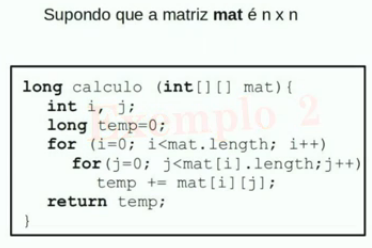 Supondo que a matriz mat é n x n
Exemplo 2
long calculo (int[][] mat){
int i, j;
long temp=0;
for (i=0; i<mat.length; i++)
for(j=0; j<mat[i].length;j++)
temp += mat[i][j];
return temp;
}